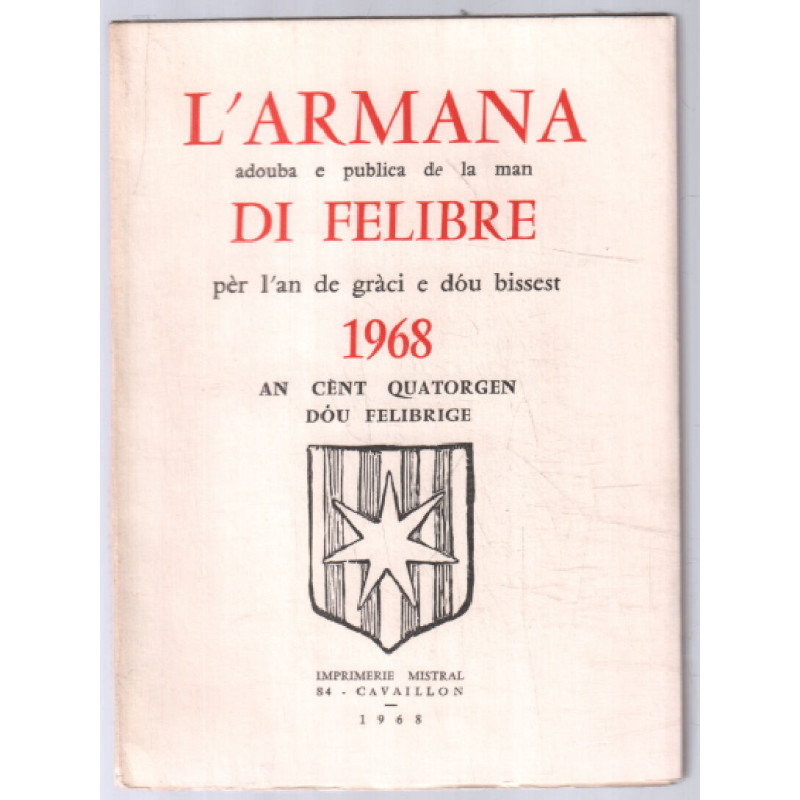 L'ARMANA
adouba e publica de la man
DI FELIBRE
pèr l'an de gràci e dóu bissest
1968
AN CÈNT QUATORGEN
DÓU FELIBRIGE
IMPRIMERIE MISTRAL
84 - CAVAILLON
1968